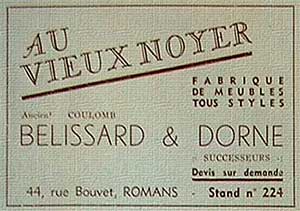 AU
VIEUX NOYER
FABRIQUE
DE MEUBLES
TOUS STYLES
Ancien! COULOMB
BELISSARD & DORNE
SUCCESSEURS
Devis sur demande
44, rue Bouvet, ROMANS - Stand n° 224